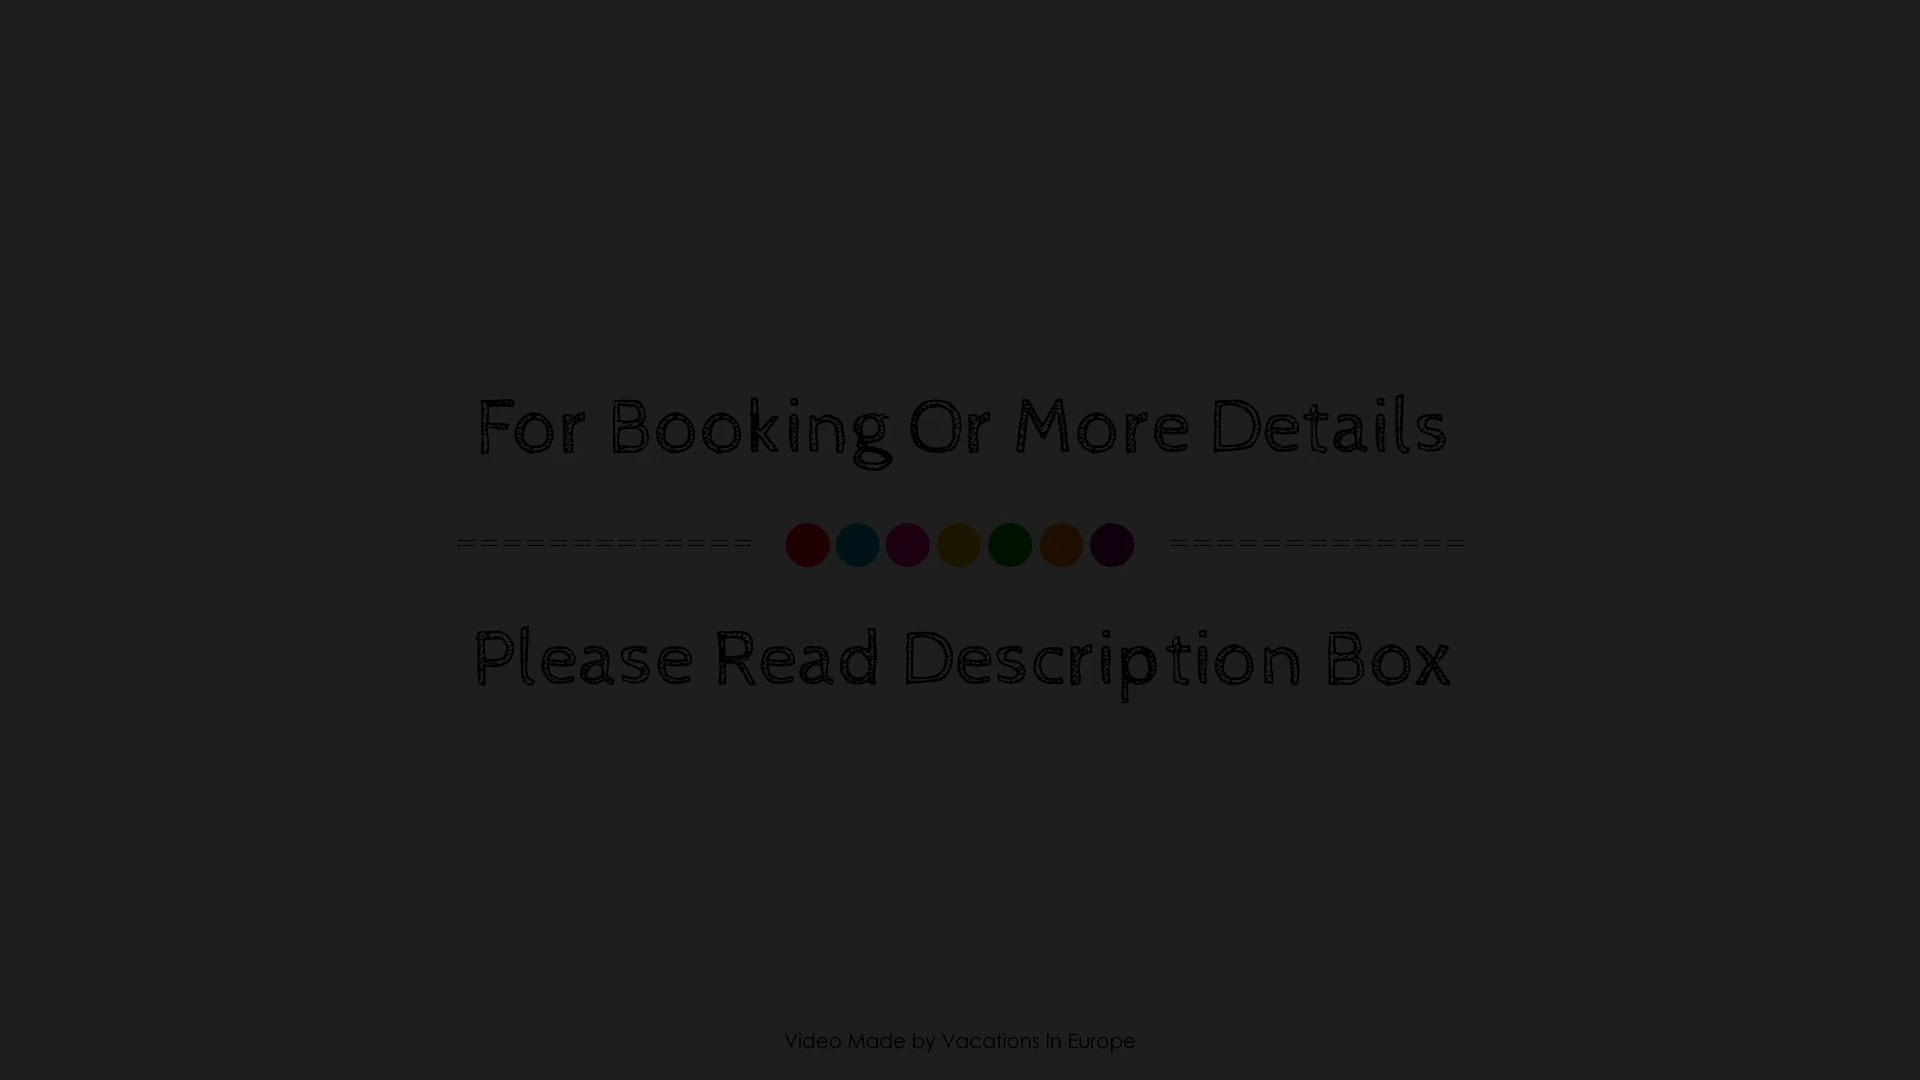 For Booking Or More Details
============= =============
Please Read Description Box
Video Made by Vacations In Europe